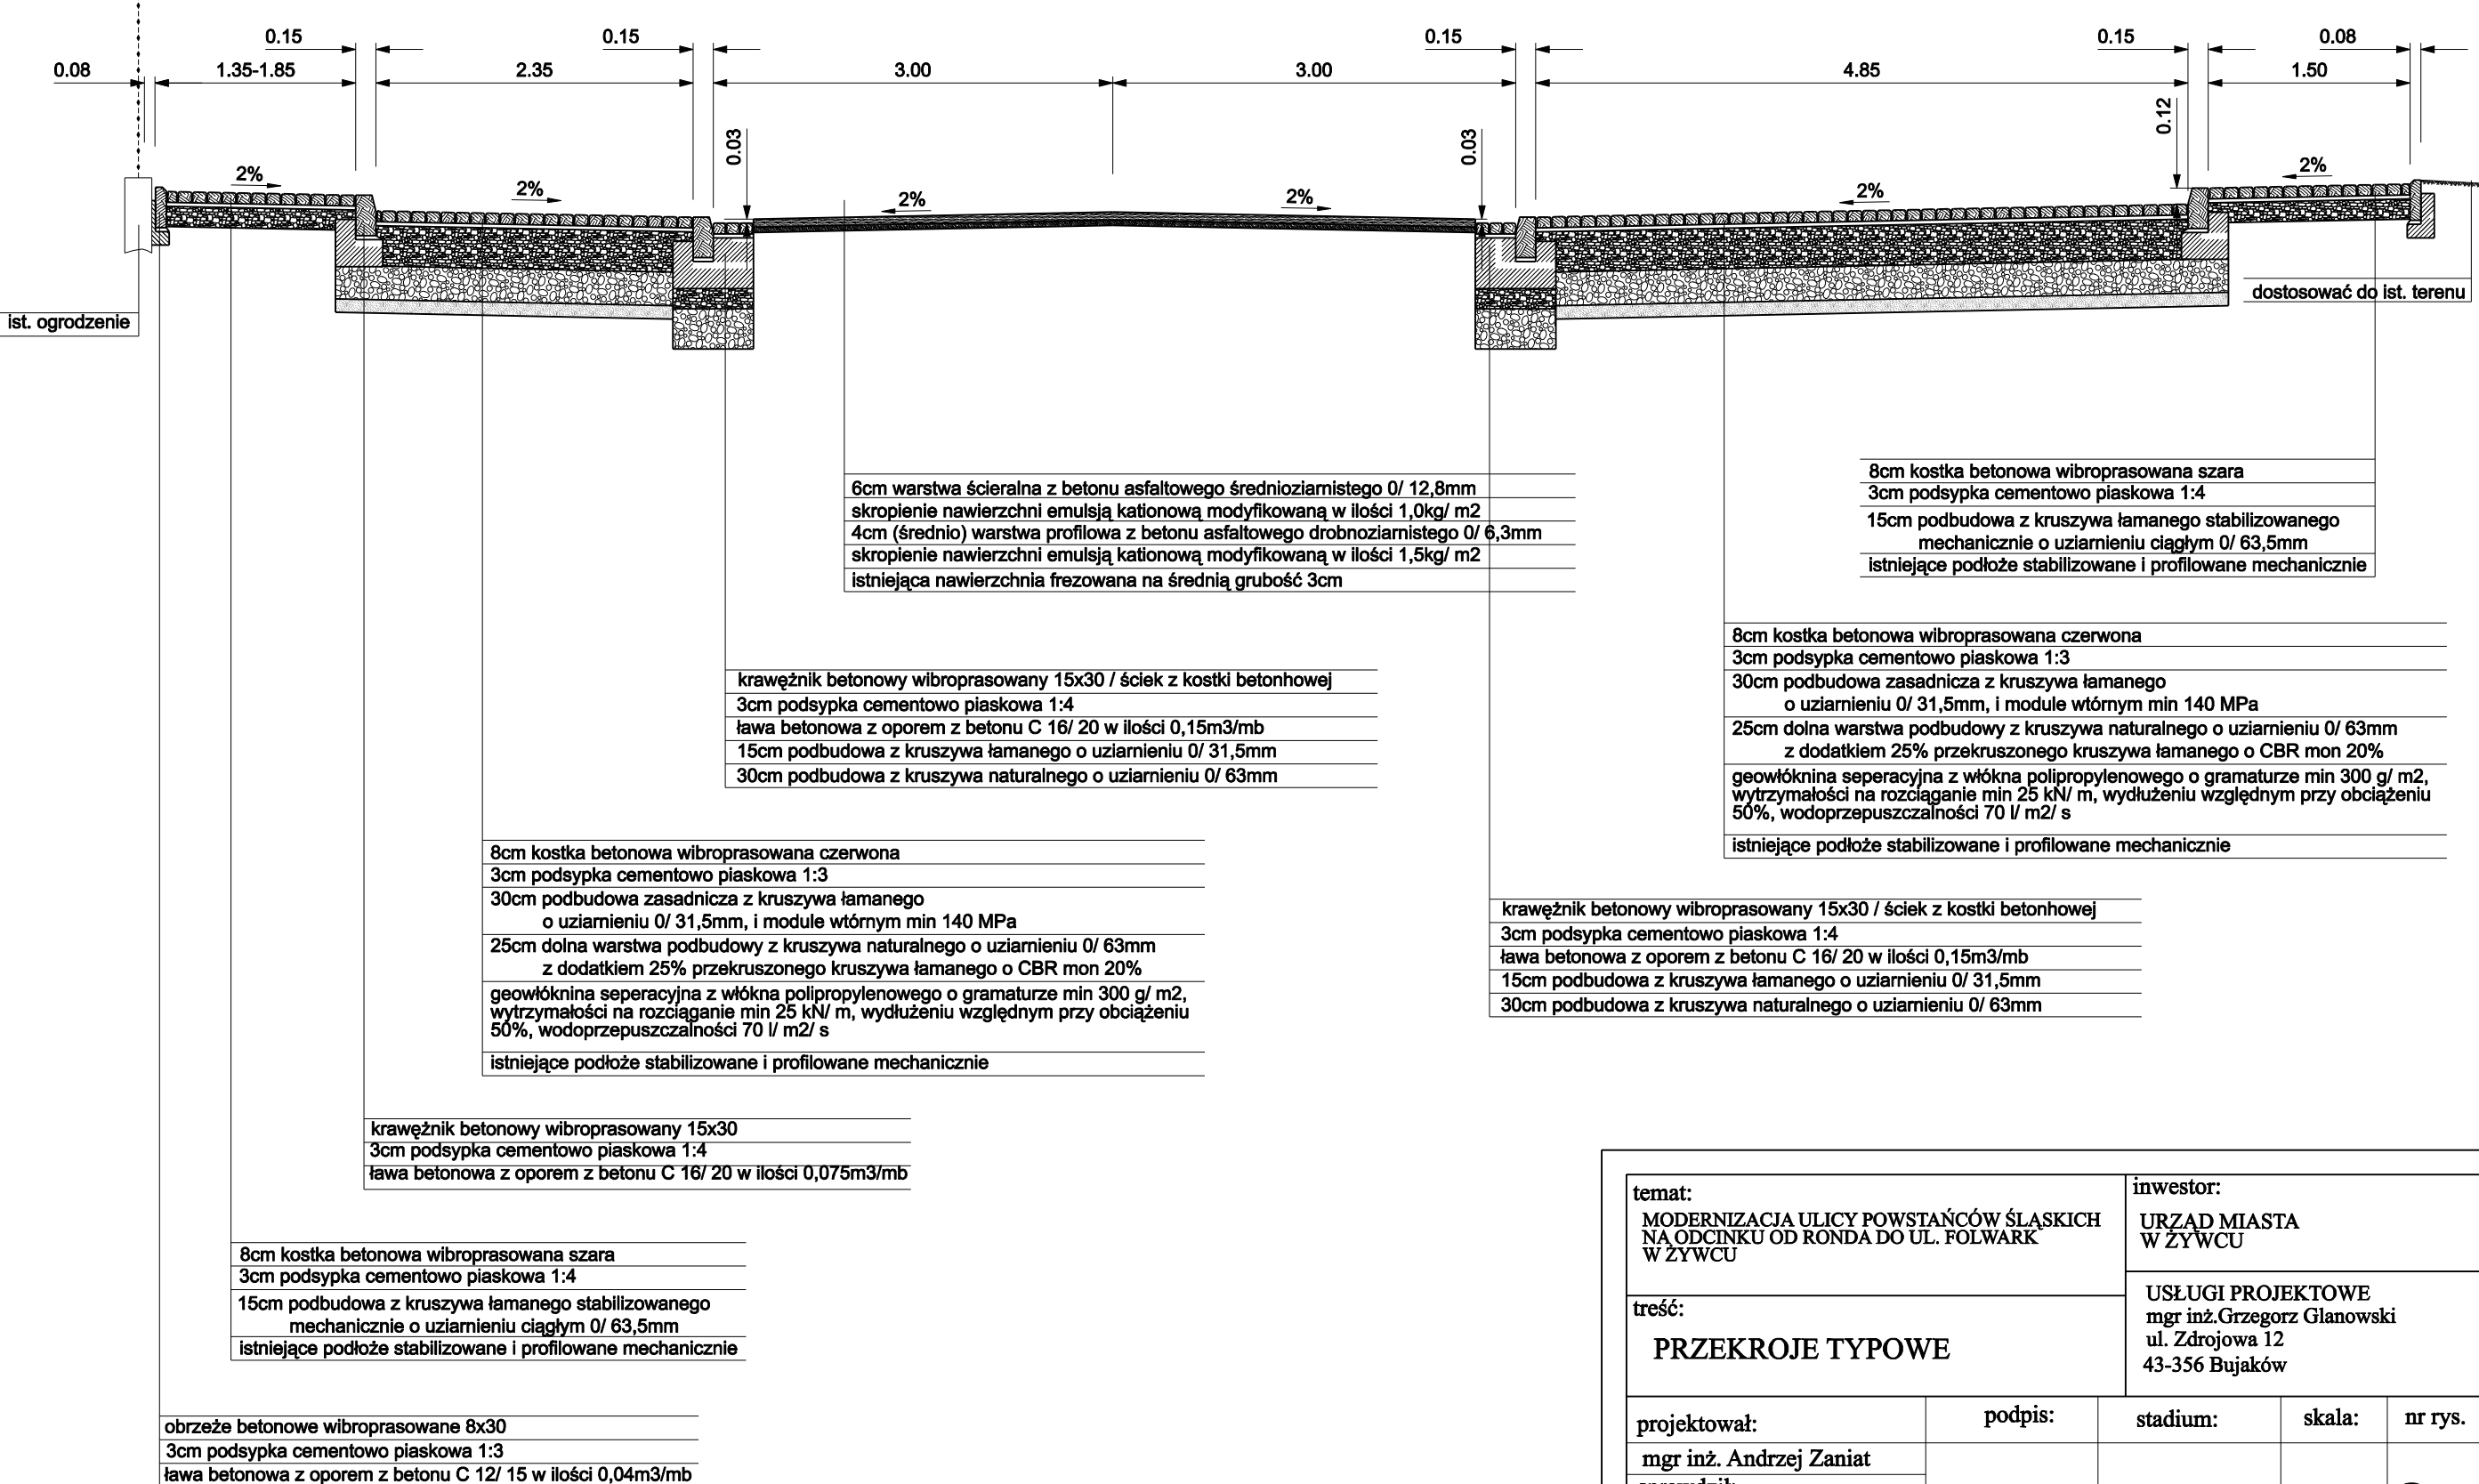 0.15 0.15 0.15 0.15 0.08
0.08 1.35-1.85 2.35 3.00 3.00 4.85 1.50
0.03 0.03 0.12
2% 2% 2% 2% 2% 2%
ist. ogrodzenie
dostosować do ist. terenu
6cm warstwa ścieralna z betonu asfaltowego średnioziarnistego 0/ 12,8mm
skropienie nawierzchni emulsją kationową modyfikowaną w ilości 1,0kg/ m2
4cm (średnio) warstwa profilowa z betonu asfaltowego drobnoziarnistego 0/ 6,3mm
skropienie nawierzchni emulsją kationową modyfikowaną w ilości 1,5kg/ m2
istniejąca nawierzchnia frezowana na średnią grubość 3cm
8cm kostka betonowa wibroprasowana szara
3cm podsypka cementowo piaskowa 1:4
15cm podbudowa z kruszywa łamanego stabilizowanego
mechanicznie o uziarnieniu ciągłym 0/ 63,5mm
istniejące podłoże stabilizowane i profilowane mechanicznie
8cm kostka betonowa wibroprasowana czerwona
3cm podsypka cementowo piaskowa 1:3
30cm podbudowa zasadnicza z kruszywa łamanego
o uziarnieniu 0/ 31,5mm, i module wtórnym min 140 MPa
25cm dolna warstwa podbudowy z kruszywa naturalnego o uziarnieniu 0/ 63mm
z dodatkiem 25% przekruszonego kruszywa łamanego o CBR mon 20%
geowłóknina seperacyjna z włókna polipropylenowego o gramaturze min 300 g/ m2,
wytrzymałości na rozciąganie min 25 kN/ m, wydłużeniu względnym przy obciążeniu
50%, wodoprzepuszczalności 70 l/ m2/ s
istniejące podłoże stabilizowane i profilowane mechanicznie
krawężnik betonowy wibroprasowany 15x30 / ściek z kostki betonhowej
3cm podsypka cementowo piaskowa 1:4
ława betonowa z oporem z betonu C 16/ 20 w ilości 0,15m3/mb
15cm podbudowa z kruszywa łamanego o uziarnieniu 0/ 31,5mm
30cm podbudowa z kruszywa naturalnego o uziarnieniu 0/ 63mm
8cm kostka betonowa wibroprasowana czerwona
3cm podsypka cementowo piaskowa 1:3
30cm podbudowa zasadnicza z kruszywa łamanego
o uziarnieniu 0/ 31,5mm, i module wtórnym min 140 MPa
25cm dolna warstwa podbudowy z kruszywa naturalnego o uziarnieniu 0/ 63mm
z dodatkiem 25% przekruszonego kruszywa łamanego o CBR mon 20%
geowłóknina seperacyjna z włókna polipropylenowego o gramaturze min 300 g/ m2,
wytrzymałości na rozciąganie min 25 kN/ m, wydłużeniu względnym przy obciążeniu
50%, wodoprzepuszczalności 70 l/ m2/ s
istniejące podłoże stabilizowane i profilowane mechanicznie
krawężnik betonowy wibroprasowany 15x30 / ściek z kostki betonhowej
3cm podsypka cementowo piaskowa 1:4
ława betonowa z oporem z betonu C 16/ 20 w ilości 0,15m3/mb
15cm podbudowa z kruszywa łamanego o uziarnieniu 0/ 31,5mm
30cm podbudowa z kruszywa naturalnego o uziarnieniu 0/ 63mm
krawężnik betonowy wibroprasowany 15x30
3cm podsypka cementowo piaskowa 1:4
ława betonowa z oporem z betonu C 16/ 20 w ilości 0,075m3/mb
8cm kostka betonowa wibroprasowana szara
3cm podsypka cementowo piaskowa 1:4
15cm podbudowa z kruszywa łamanego stabilizowanego
mechanicznie o uziarnieniu ciągłym 0/ 63,5mm
istniejące podłoże stabilizowane i profilowane mechanicznie
obrzeże betonowe wibroprasowane 8x30
3cm podsypka cementowo piaskowa 1:3
ława betonowa z oporem z betonu C 12/ 15 w ilości 0,04m3/mb
temat:
MODERNIZACJA ULICY POWSTAŃCÓW ŚLĄSKICH
NA ODCINKU OD RONDA DO UL. FOLWARK
W ŻYWCU
inwestor:
URZĄD MIASTA
W ŻYWCU
treść:
PRZEKROJE TYPOWE
USŁUGI PROJEKTOWE
mgr inż.Grzegorz Glanowski
ul. Zdrojowa 12
43-356 Bujaków
projektował: podpis: stadium: skala: nr rys.
mgr inż. Andrzej Zaniat